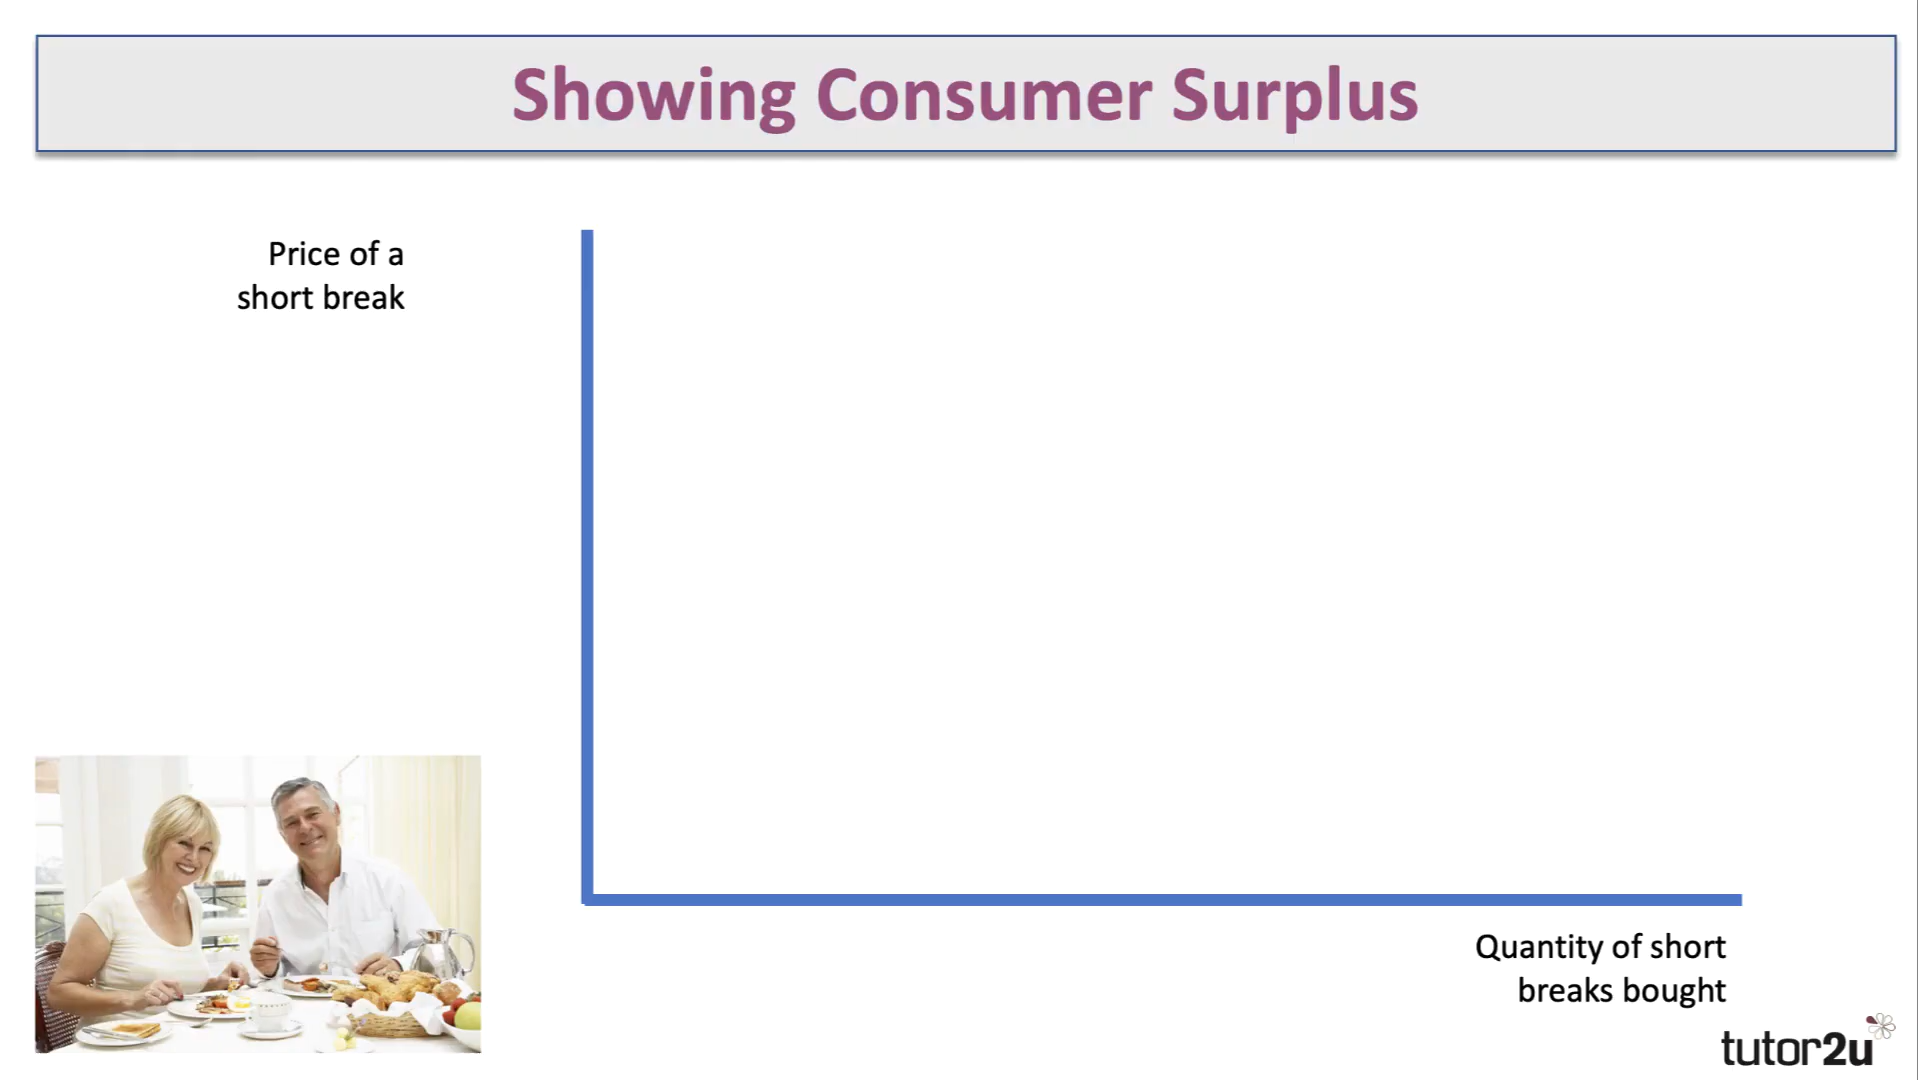 Showing Consumer Surplus
Price of a
short break
Quantity of short
breaks bought
tutor2u